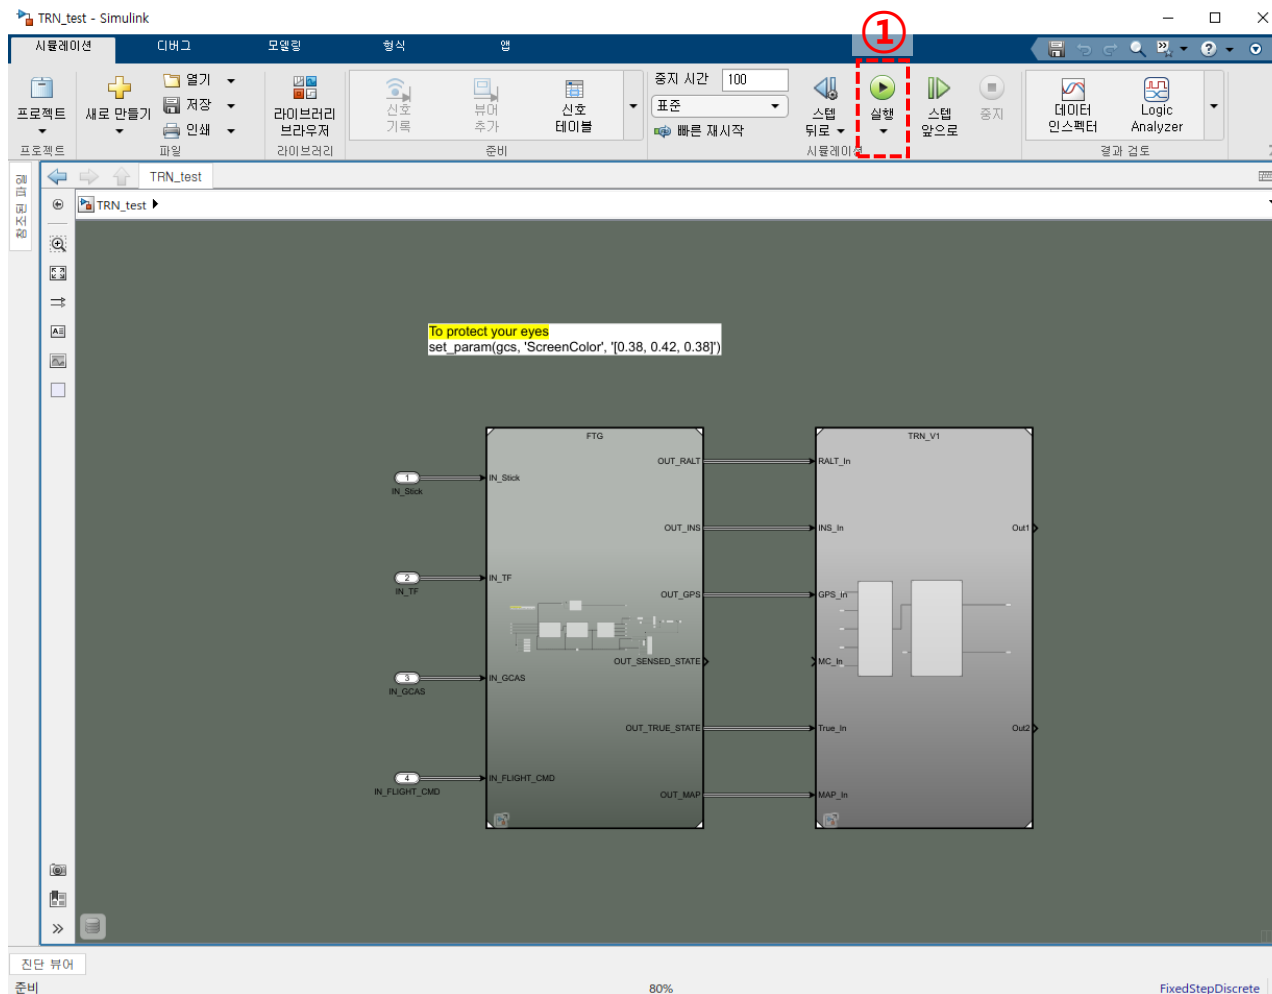 TRN_test - Simulink
시뮬레이션 디버그 모델링 형식 앱
①
프로젝트
새로 만들기
열기
저장
인쇄
라이브러리
브라우저
신호
기록
뷰어
추가
신호
테이블
중지 시간 100
표준
빠른 재시작
스텝
뒤로
실행
스텝
앞으로
중지
데이터
인스펙터
Logic
Analyzer
프로젝트 파일 라이브러리 준비 시뮬레이션 결과 검토
TRN_test
TRN_test
To protect your eyes
set_param(gcs, 'ScreenColor', '[0.38, 0.42, 0.38]')
FTG
TRN_V1
1
IN_Stick
2
IN_TF
3
IN_GCAS
4
IN_FLIGHT_CMD
IN_Stick
IN_TF
IN_GCAS
IN_FLIGHT_CMD
OUT_RALT
OUT_INS
OUT_GPS
OUT_SENSED_STATE
OUT_TRUE_STATE
OUT_MAP
RALT_In
INS_In
GPS_In
MC_In
True_In
MAP_In
Out1
Out2
진단 뷰어
준비 80% FixedStepDiscrete